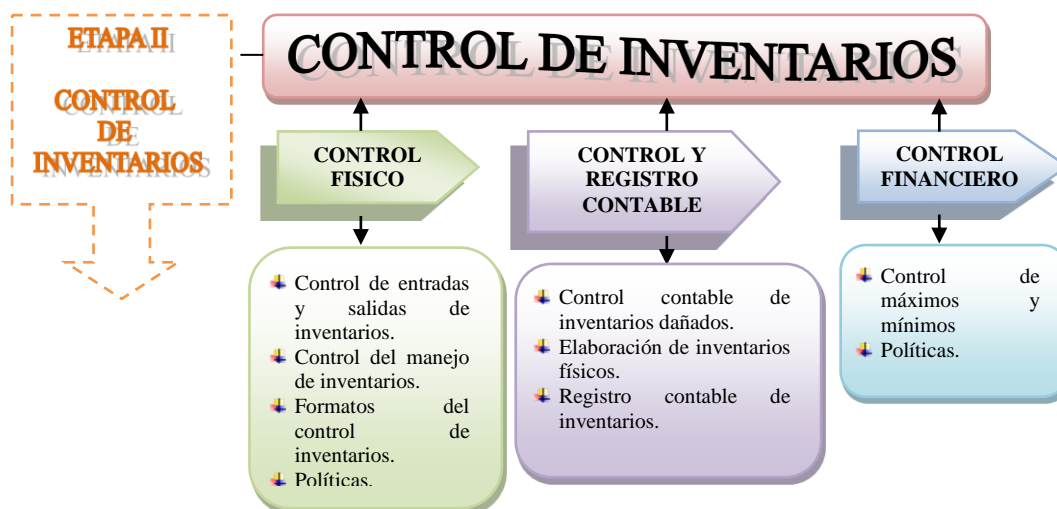 ETAPA II
CONTROL
DE
INVENTARIOS
CONTROL DE INVENTARIOS
CONTROL
FISICO
Control de entradas
y salidas de
inventarios.
Control del manejo
de inventarios.
Formatos del
control de
inventarios.
Políticas.
CONTROL Y
REGISTRO
CONTABLE
Control contable de
inventarios dañados.
Elaboración de inventarios
físicos.
Registro contable de
inventarios.
CONTROL
FINANCIERO
Control de
máximos y
mínimos
Políticas.